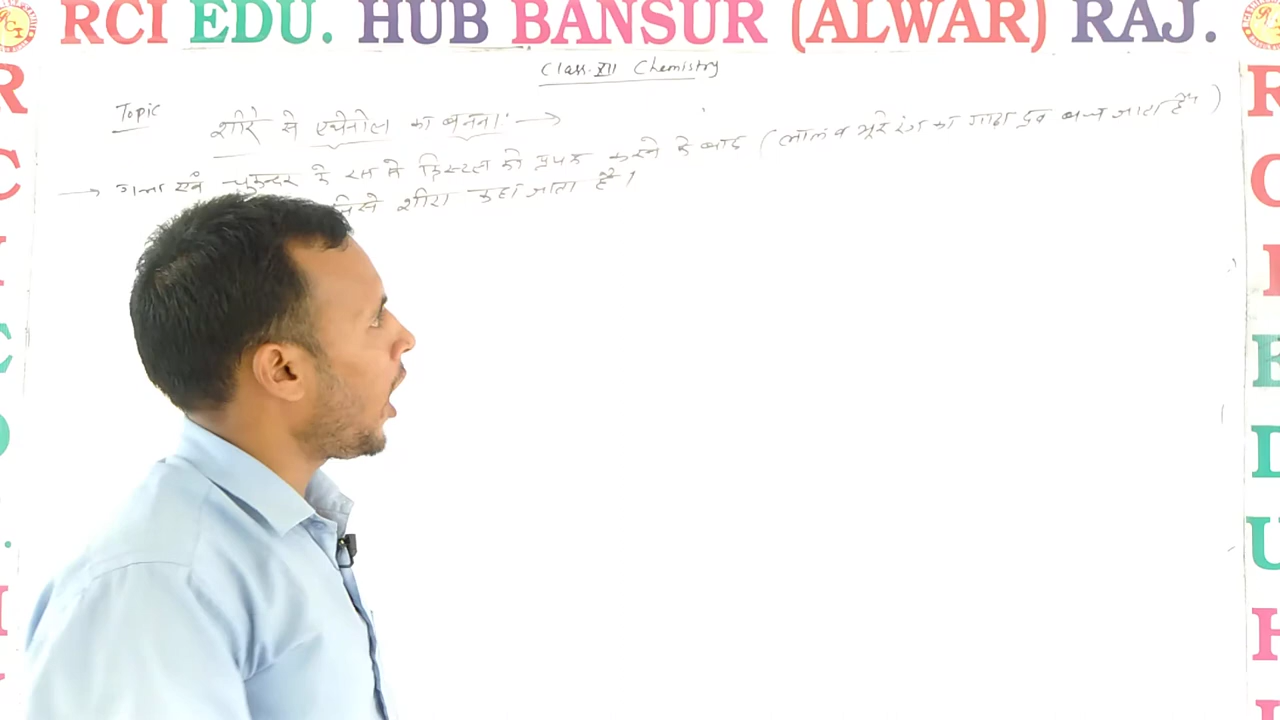 RCI EDU. HUB BANSUR (ALWAR) RAJ.
Class-XII Chemistry
Topic
शीरे से एथेनोल का बनना:→
→ गन्ना एवं चुकन्दर के रस से क्रिस्टल को पृथक करने के बाद (लाल व भूरे रंग का गाढा द्रव बच जाता है")
जिसे शीरा कहा जाता है।
R
C
I
E
D
U
H